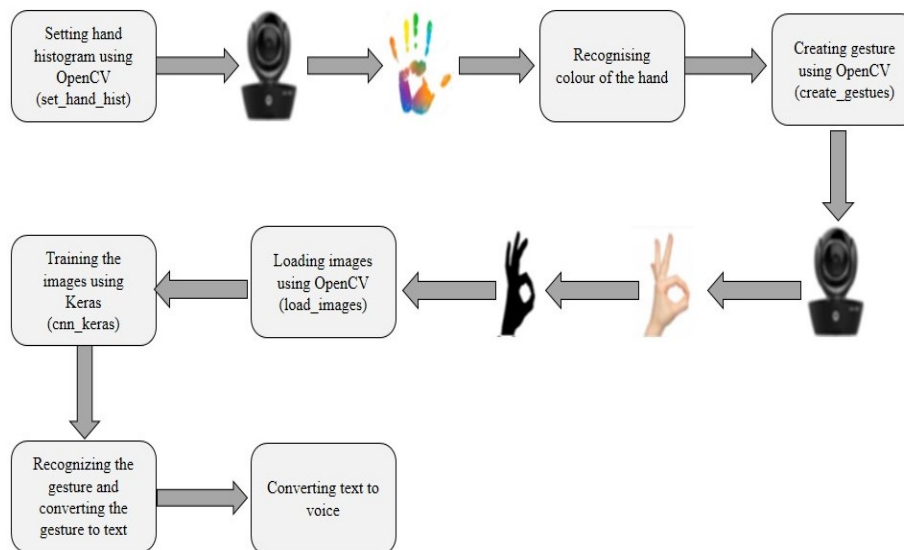 Setting hand
histogram using
OpenCV
(set_hand_hist)
Recognising
colour of the hand
Creating gesture
using OpenCV
(create_gestues)
Loading images
using OpenCV
(load_images)
Training the
images using
Keras
(cnn_keras)
Recognizing the
gesture and
converting the
gesture to text
Converting text to
voice